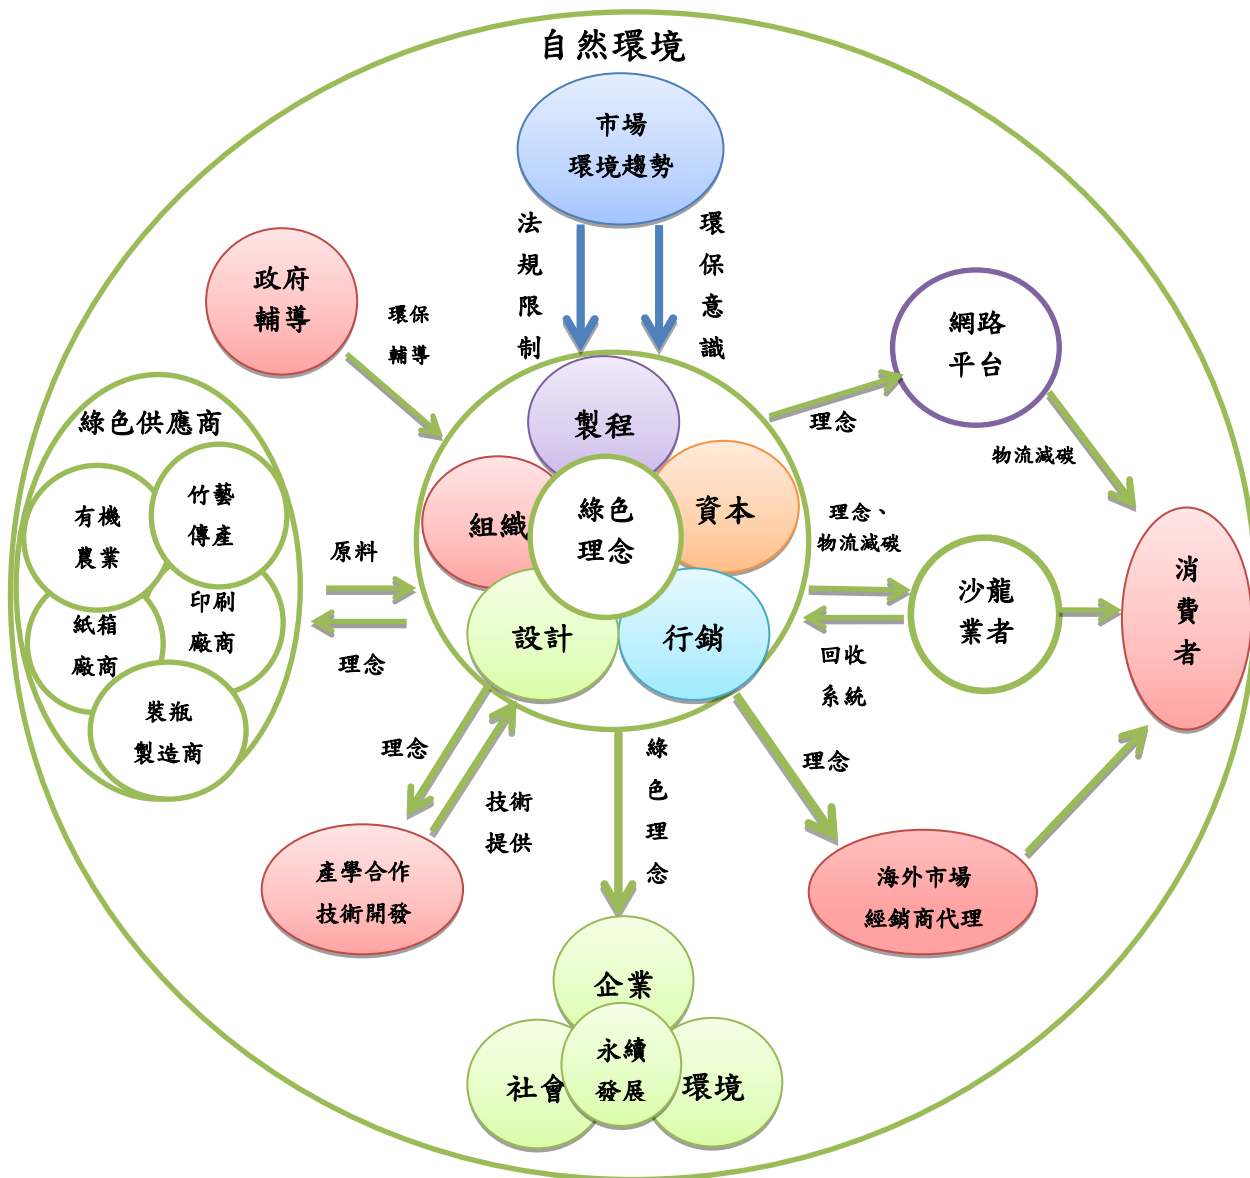 自然環境
市場
環境趨勢
法規限制
環保意識
政府
輔導
環保
輔導
網路
平台
理念
物流減碳
綠色供應商
有機
農業
竹藝
傳產
紙箱
廠商
印刷
廠商
裝瓶
製造商
原料
理念
製程
組織
綠色
理念
資本
設計
行銷
理念、
物流減碳
回收
系統
沙龍
業者
消費者
理念
技術
提供
綠色理念
理念
產學合作
技術開發
海外市場
經銷商代理
企業
永續
發展
社會
環境